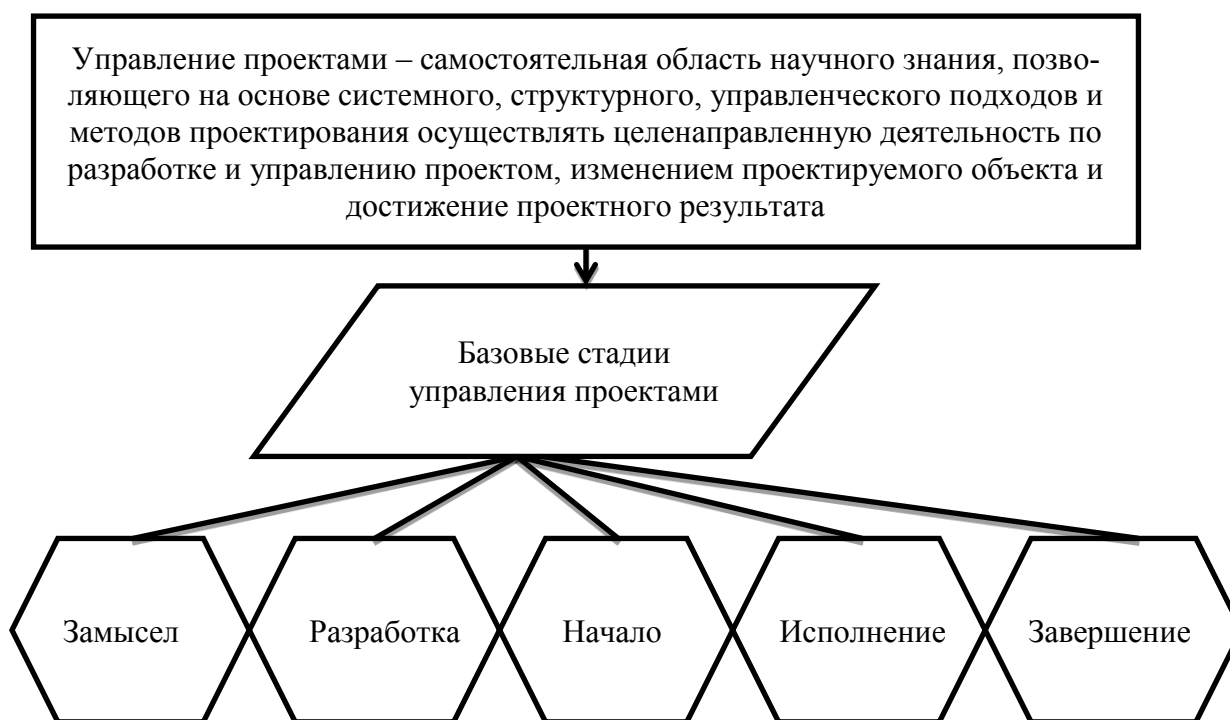 Управление проектами – самостоятельная область научного знания, позво-
ляющего на основе системного, структурного, управленческого подходов и
методов проектирования осуществлять целенаправленную деятельность по
разработке и управлению проектом, изменением проектируемого объекта и
достижение проектного результата
Базовые стадии
управления проектами
Замысел
Разработка
Начало
Исполнение
Завершение